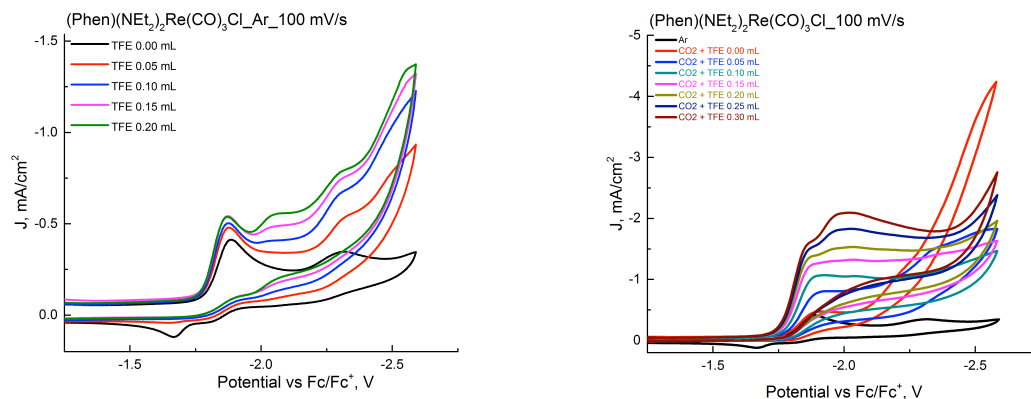 (Phen)(NEt2)2Re(CO)3Cl_Ar_100 mV/s
-1.5
-1.0
-0.5
0.0
J, mA/cm2
TFE 0.00 mL
TFE 0.05 mL
TFE 0.10 mL
TFE 0.15 mL
TFE 0.20 mL
-1.5
-2.0
-2.5
Potential vs Fc/Fc+, V
(Phen)(NEt2)2Re(CO)3Cl_100 mV/s
-5
-4
-3
-2
-1
0
J, mA/cm2
Ar
CO2 + TFE 0.00 mL
CO2 + TFE 0.05 mL
CO2 + TFE 0.10 mL
CO2 + TFE 0.15 mL
CO2 + TFE 0.20 mL
CO2 + TFE 0.25 mL
CO2 + TFE 0.30 mL
-1.5
-2.0
-2.5
Potential vs Fc/Fc+, V